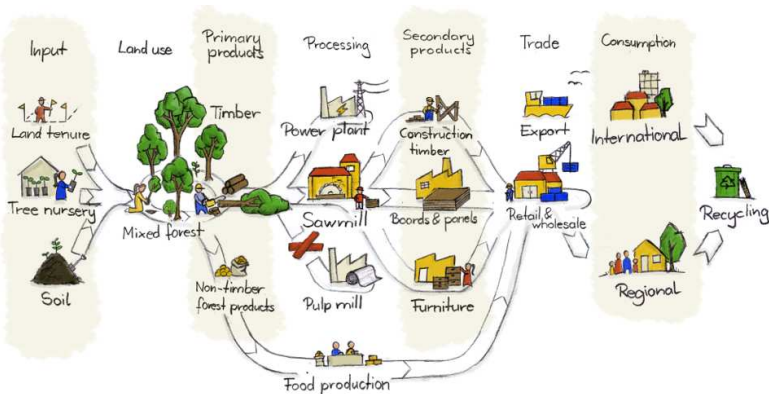 Input
Land use
Primary
products
Processing
Secondary
products
Trade
Consumption
Land tenure
Tree nursery
Soil
Mixed forest
Timber
Non-timber
forest products
Power plant
Sawmill
Pulp mill
Food production
Construction
timber
Boards & panels
Furniture
Export
Retail, &
wholesale
International
Regional
Recycling